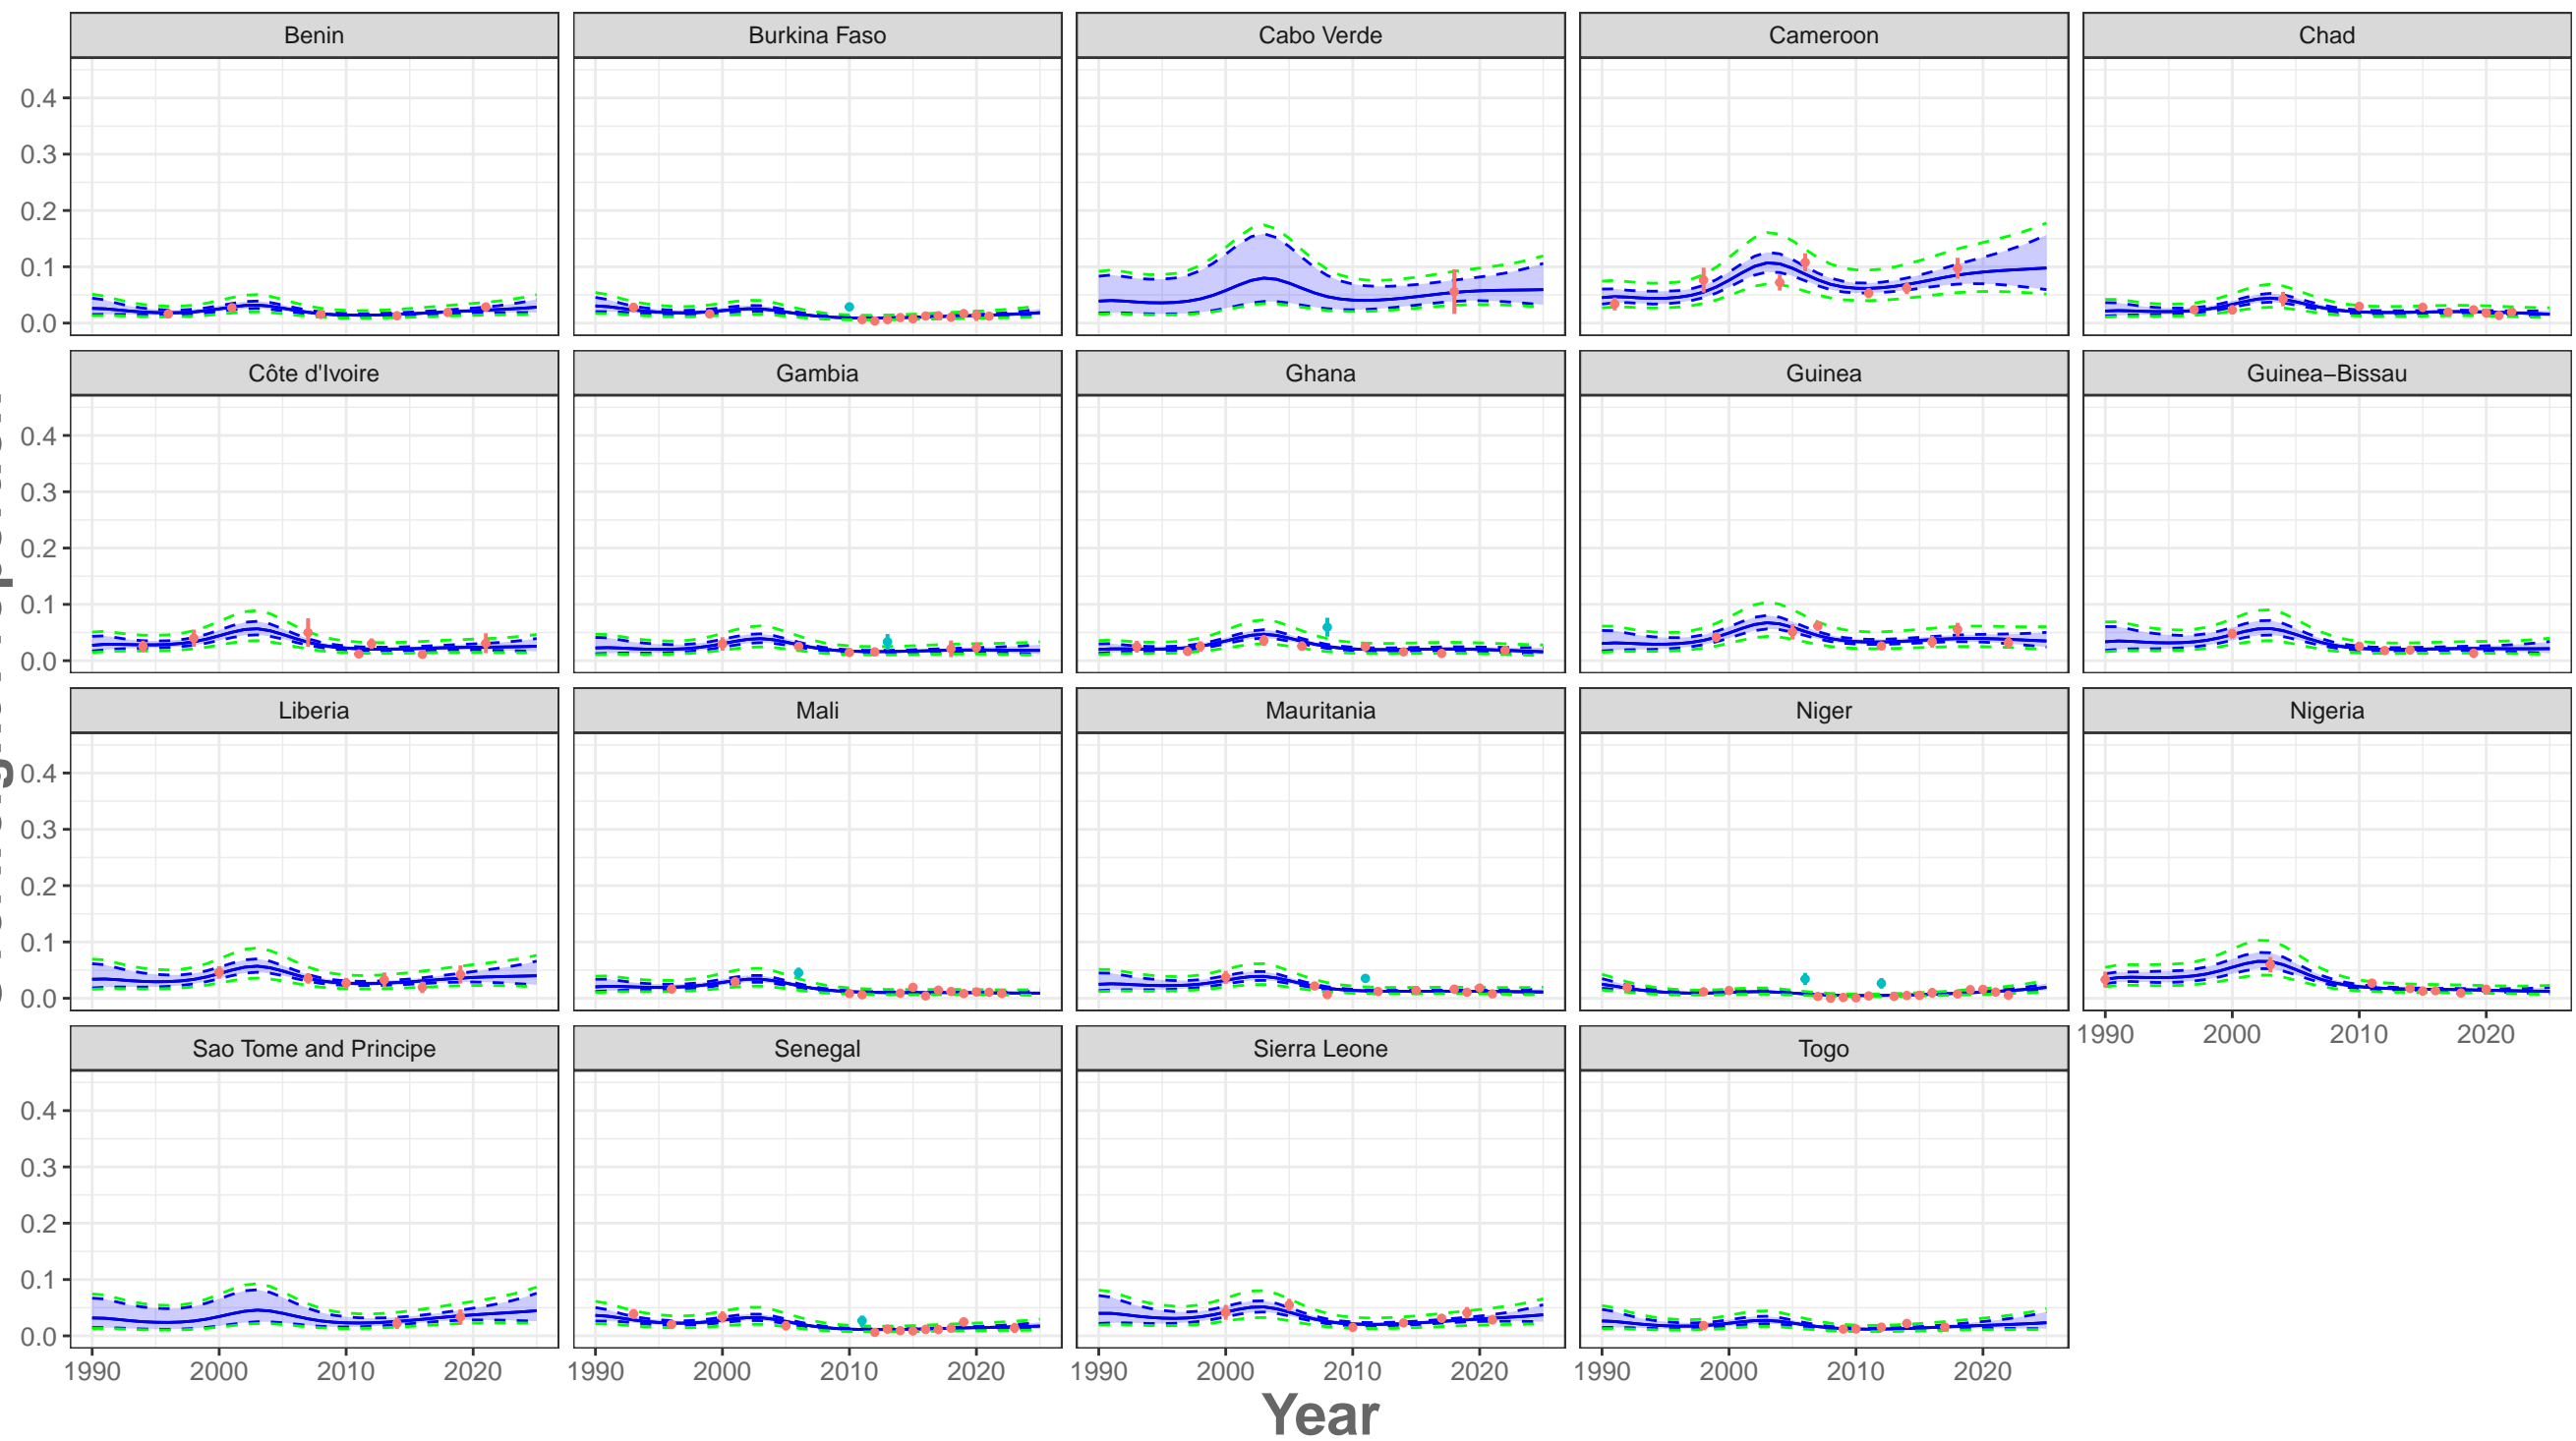 Benin Burkina Faso Cabo Verde Cameroon Chad
0.4
0.3
0.2
0.1
0.0
Côte d'Ivoire Gambia Ghana Guinea Guinea–Bissau
0.4
0.3
0.2
0.1
0.0
Liberia Mali Mauritania Niger Nigeria
0.4
0.3
0.2
0.1
0.0
1990 2000 2010 2020
Sao Tome and Principe Senegal Sierra Leone Togo
0.4
0.3
0.2
0.1
0.0
1990 2000 2010 2020 1990 2000 2010 2020 1990 2000 2010 2020 1990 2000 2010 2020
Year